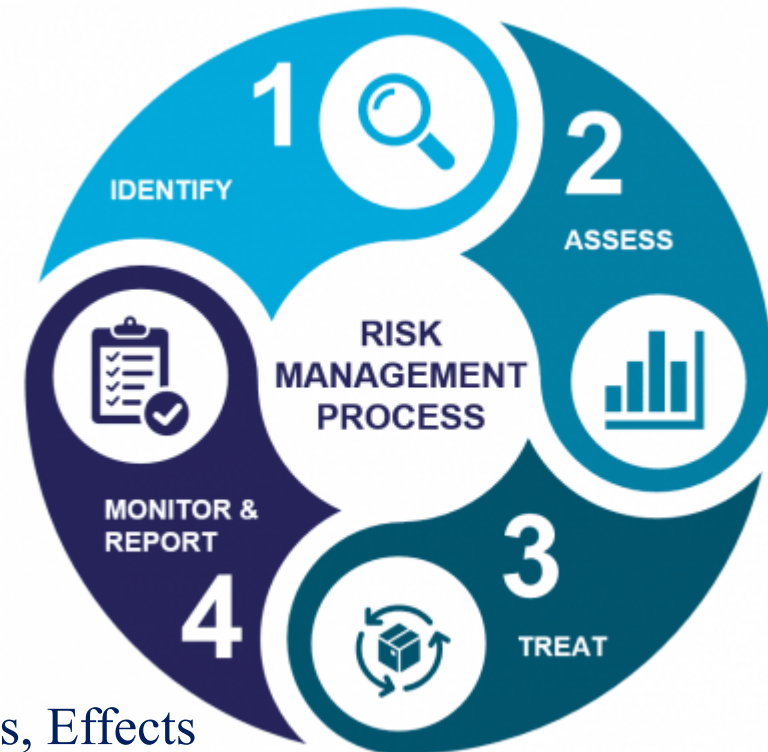 1
IDENTIFY
2
ASSESS
RISK
MANAGEMENT
PROCESS
3
TREAT
MONITOR &
REPORT
4
s, Effects